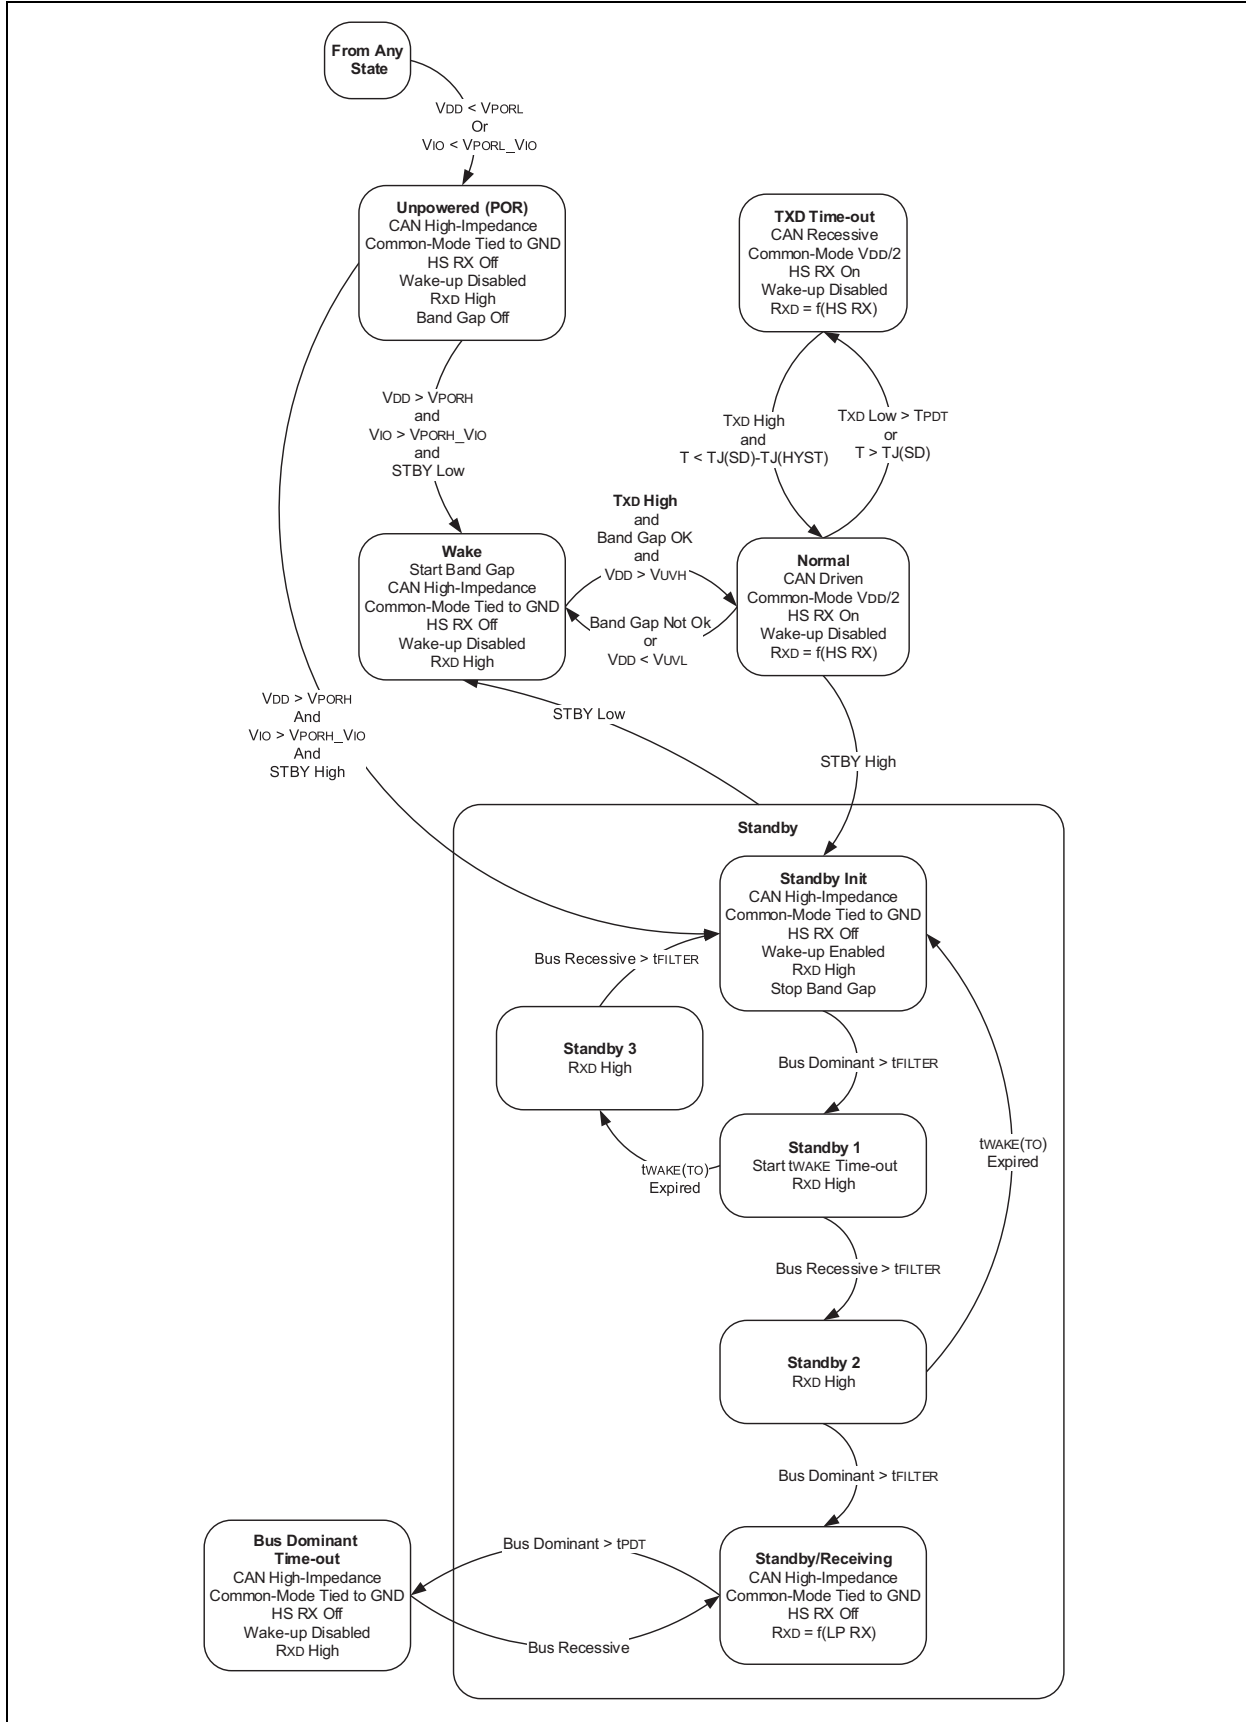 From Any
State
VDD < VPORL
Or
VIO < VPORL_VIO
Unpowered (POR)
CAN High-Impedance
Common-Mode Tied to GND
HS RX Off
Wake-up Disabled
RXD High
Band Gap Off
TXD Time-out
CAN Recessive
Common-Mode VDD/2
HS RX On
Wake-up Disabled
RXD = f(HS RX)
VDD > VPORH
and
VIO > VPORH_VIO
and
STBY Low
TXD High
and
T < TJ(SD)-TJ(HYST)
TXD Low > TPDT
or
T > TJ(SD)
TXD High
and
Band Gap OK
and
VDD > VUVH
Wake
Start Band Gap
CAN High-Impedance
Common-Mode Tied to GND
HS RX Off
Wake-up Disabled
RXD High
Normal
CAN Driven
Common-Mode VDD/2
HS RX On
Wake-up Disabled
RXD = f(HS RX)
Band Gap Not Ok
or
VDD < VUVL
VDD > VPORH
And
VIO > VPORH_VIO
And
STBY High
STBY Low
STBY High
Standby
Standby Init
CAN High-Impedance
Common-Mode Tied to GND
HS RX Off
Wake-up Enabled
RXD High
Stop Band Gap
Bus Recessive > tFILTER
Standby 3
RXD High
Bus Dominant > tFILTER
Standby 1
Start tWAKE Time-out
RXD High
tWAKE(TO)
Expired
tWAKE(TO)
Expired
Bus Recessive > tFILTER
Standby 2
RXD High
Bus Dominant > tFILTER
Bus Dominant
Time-out
CAN High-Impedance
Common-Mode Tied to GND
HS RX Off
Wake-up Disabled
RXD High
Bus Dominant > tPDT
Bus Recessive
Standby/Receiving
CAN High-Impedance
Common-Mode Tied to GND
HS RX Off
RXD = f(LP RX)